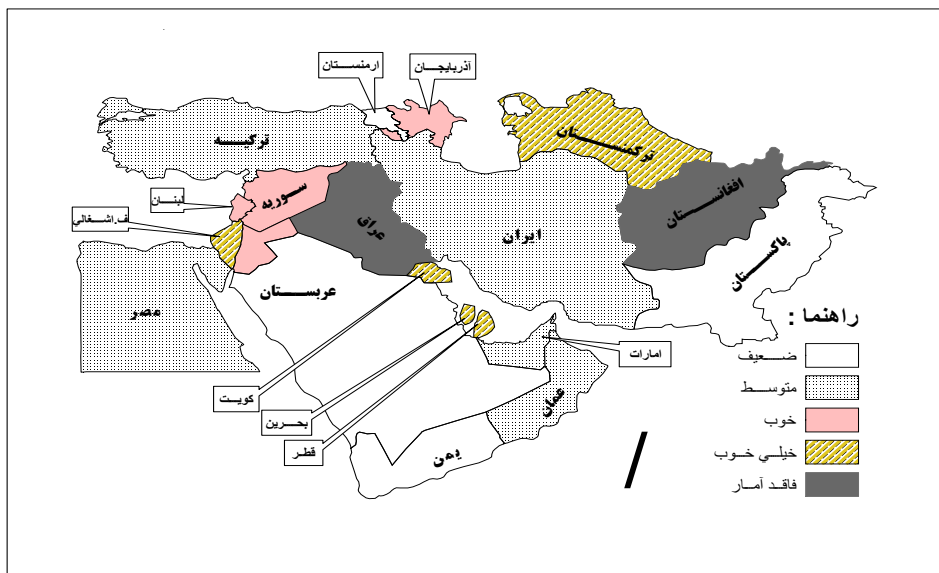 ارمنستان
آذربايجان
تركيه
تركمنستان
افغانستان
لبنان
سوريه
ف.اشغالي
عراق
ايران
پاكستان
عربستان
مصر
راهنما :
امارات
ضعيف
متوسط
كويت
عمان
بحرين
خوب
قطر
يمن
خيلي خوب
فاقد آمار